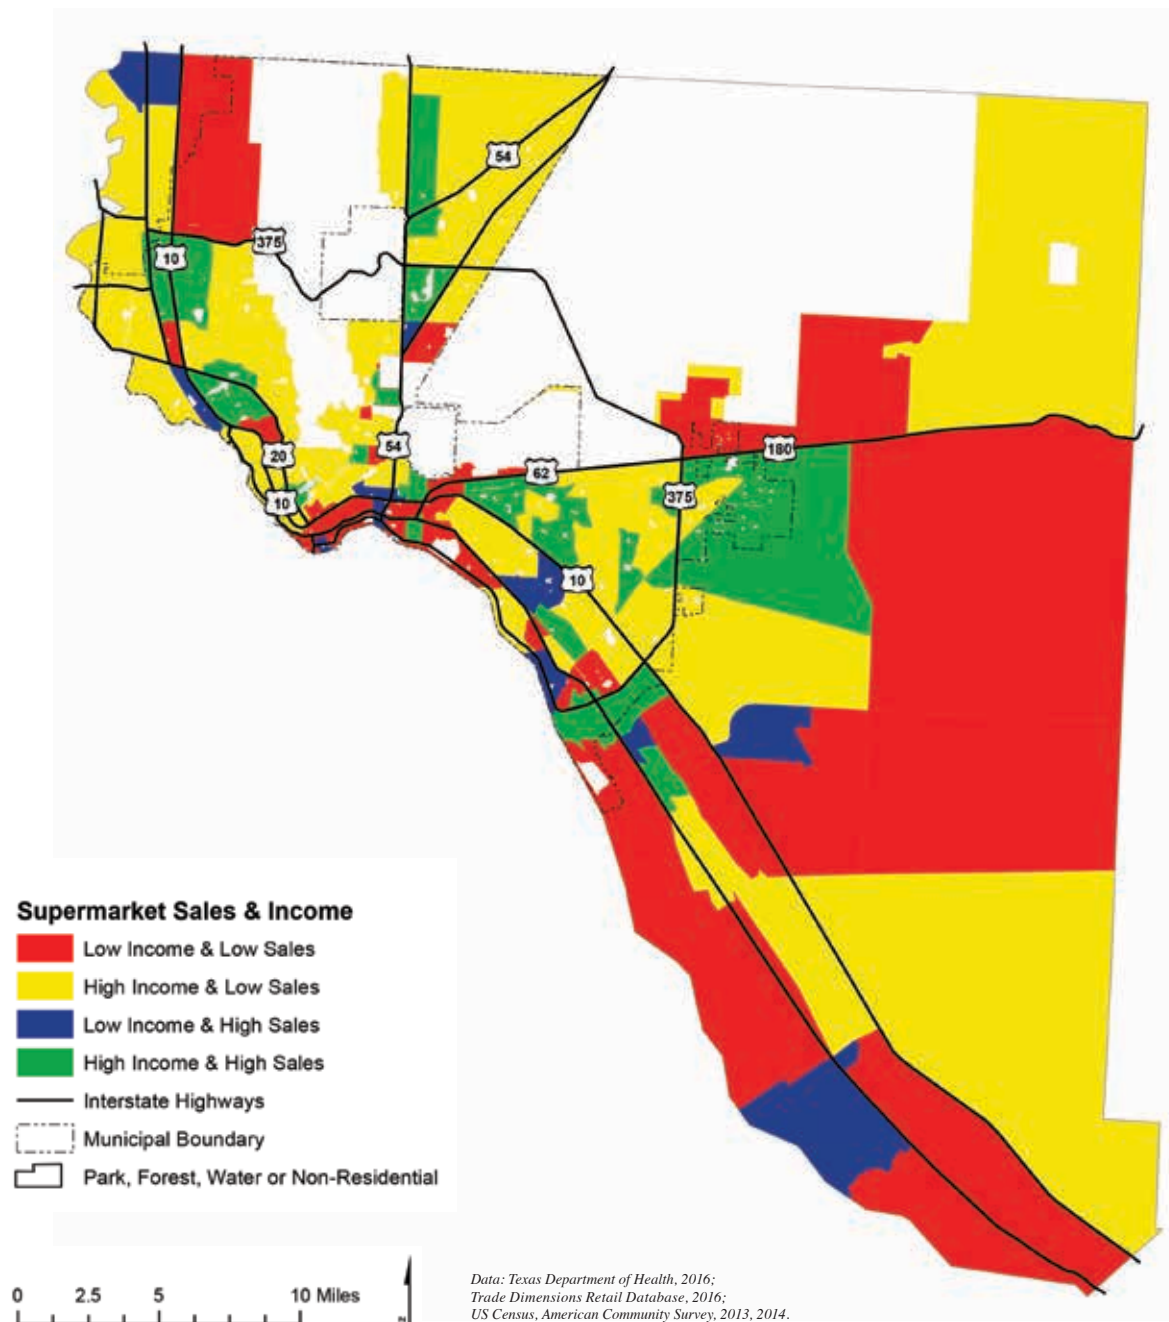 54
10
375
54
180
20
62
375
10
10
Supermarket Sales & Income
Low Income & Low Sales
High Income & Low Sales
Low Income & High Sales
High Income & High Sales
Interstate Highways
Municipal Boundary
Park, Forest, Water or Non-Residential
0 2.5 5 10 Miles
N
Data: Texas Department of Health, 2016;
Trade Dimensions Retail Database, 2016;
US Census, American Community Survey, 2013, 2014.